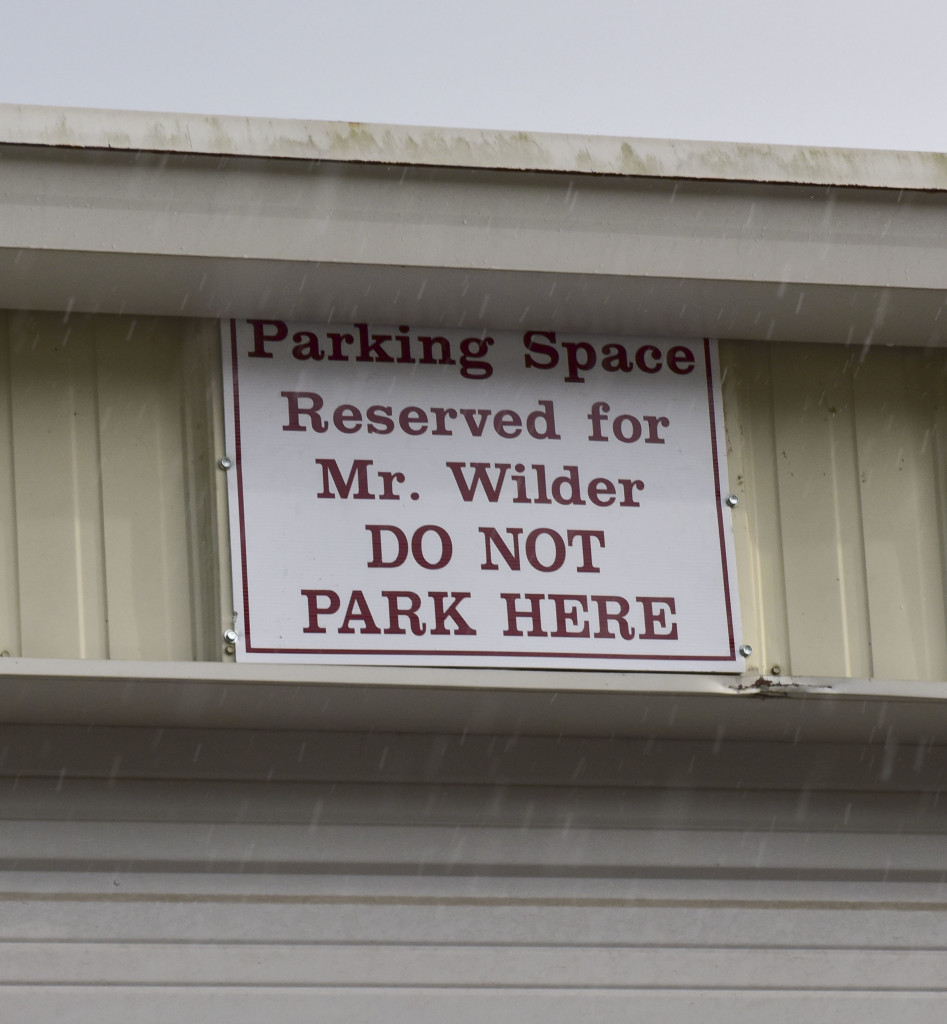 Parking Space
Reserved for
Mr. Wilder
DO NOT
PARK HERE